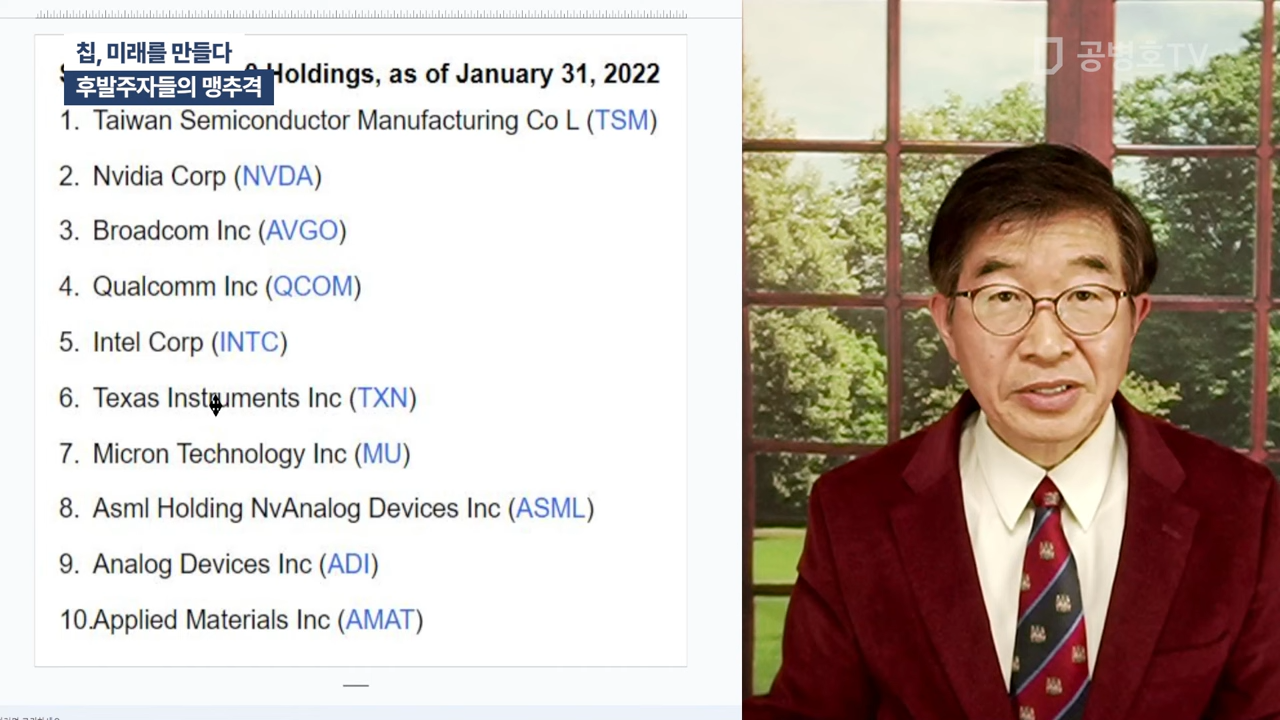 칩, 미래를 만들다
후발주자들의 맹추격
Holdings, as of January 31, 2022
1. Taiwan Semiconductor Manufacturing Co L (TSM)
2. Nvidia Corp (NVDA)
3. Broadcom Inc (AVGO)
4. Qualcomm Inc (QCOM)
5. Intel Corp (INTC)
6. Texas Instruments Inc (TXN)
7. Micron Technology Inc (MU)
8. Asml Holding NvAnalog Devices Inc (ASML)
9. Analog Devices Inc (ADI)
10.Applied Materials Inc (AMAT)
공병호TV